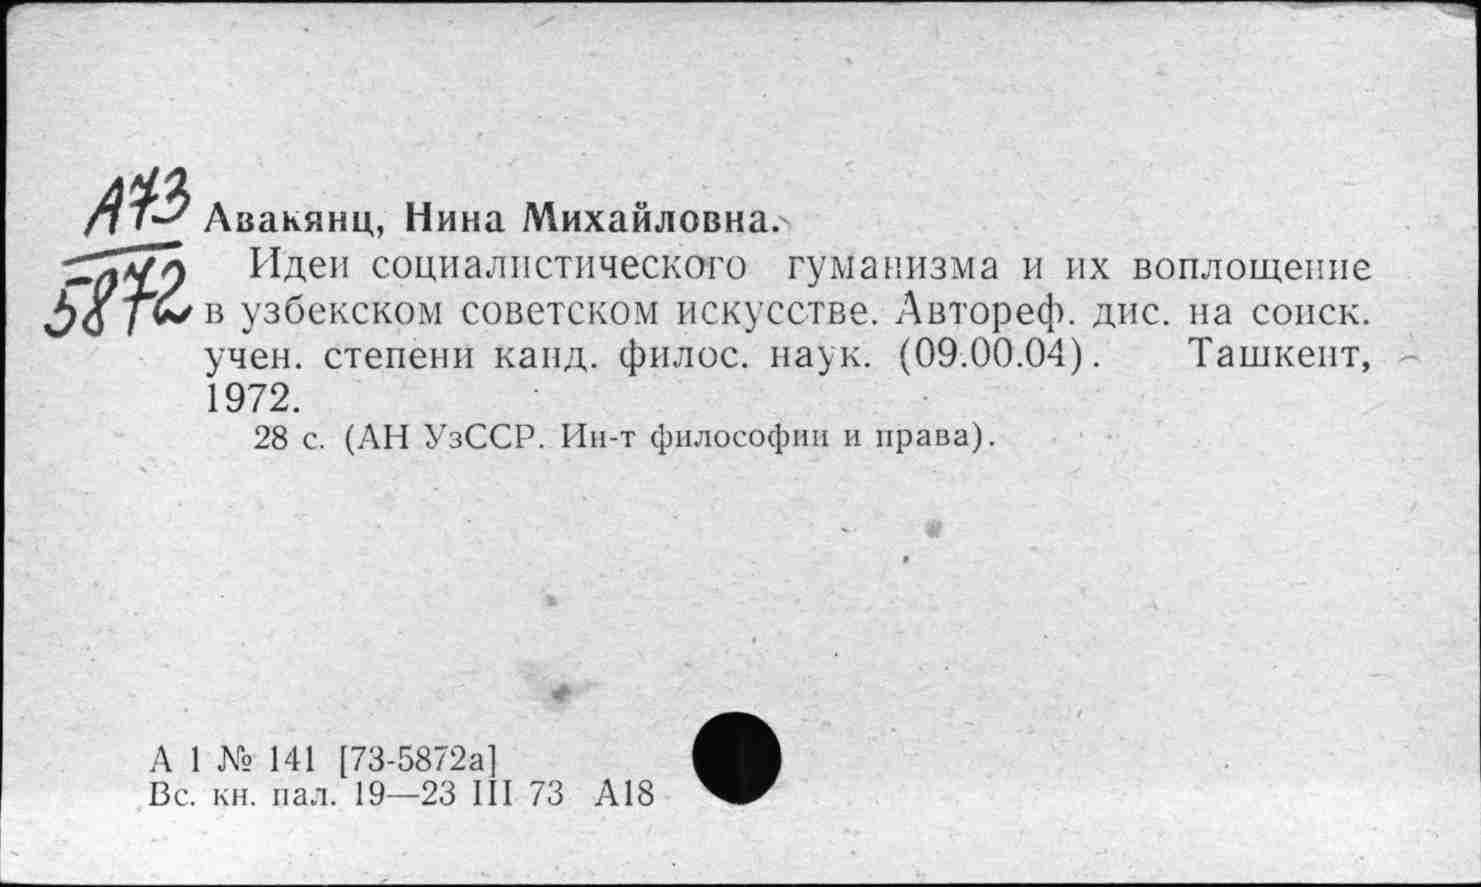 А73
5872
Авакянц, Нина Михайловна.
Идеи социалистического гуманизма и их воплощение
в узбекском советском искусстве. Автореф. дис. на соиск.
учен. степени канд. филос. наук. (09.00.04). Ташкент,
1972.
28 с. (АН УзССР. Ин-т философии и права).
А 1 № 141 [73-5872а]
Вс. кн. пал. 19—23 III 73 А18